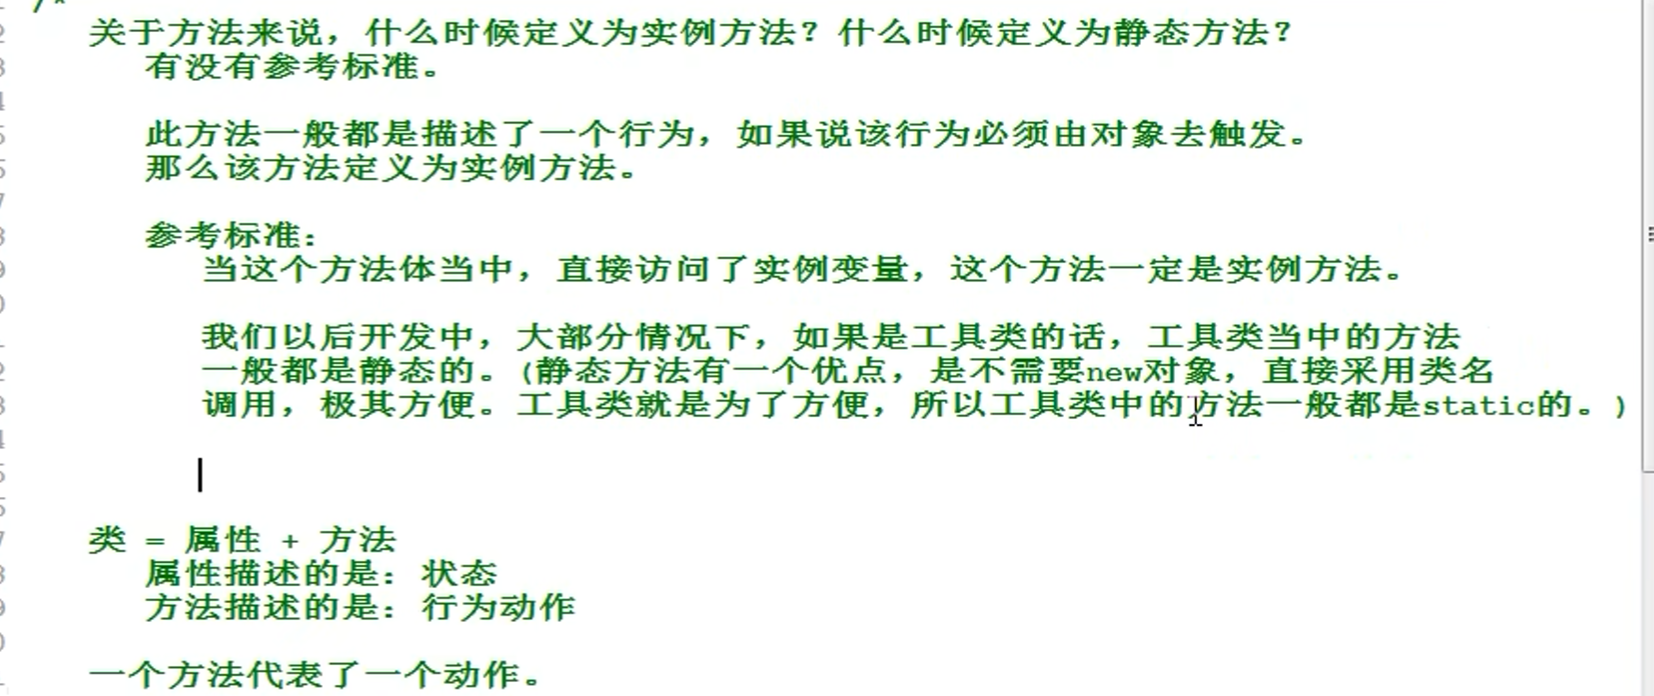 /*
关于方法来说，什么时候定义为实例方法？什么时候定义为静态方法？
有没有参考标准。
此方法一般都是描述了一个行为，如果说该行为必须由对象去触发。
那么该方法定义为实例方法。
参考标准：
当这个方法体当中，直接访问了实例变量，这个方法一定是实例方法。
我们以后开发中，大部分情况下，如果是工具类的话，工具类当中的方法
一般都是静态的。(静态方法有一个优点，是不需要new对象，直接采用类名
调用，极其方便。工具类就是为了方便，所以工具类中的方法一般都是static的。)
类 = 属性 + 方法
属性描述的是：状态
方法描述的是：行为动作
一个方法代表了一个动作。